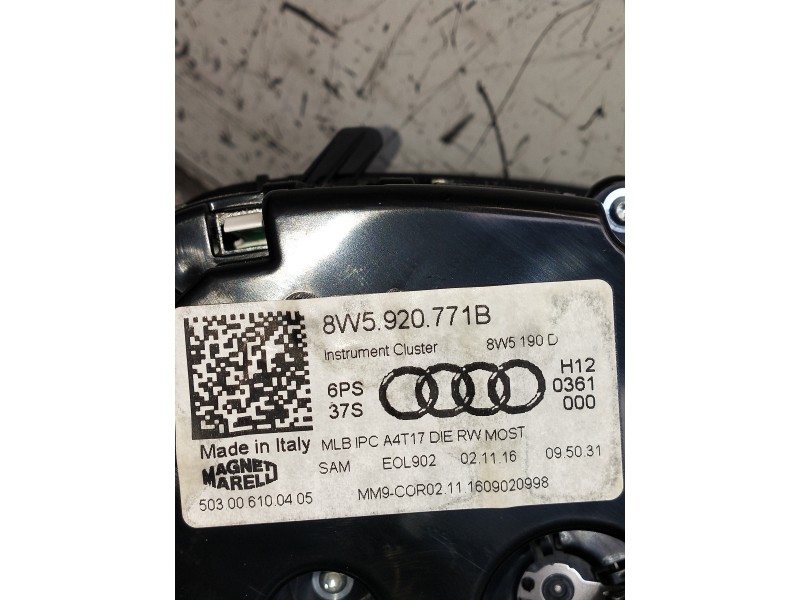 8W5.920.771B
Instrument Cluster 8W5 190 D
6PS
37S
H12
0361
000
Made in Italy
MLB IPC A4T17 DIE RW MOST
MAGNETI
MARELLI
SAM EOL902 02.11.16 09.50.31
503 00 610 04 05
MM9-COR02.11 1609020998